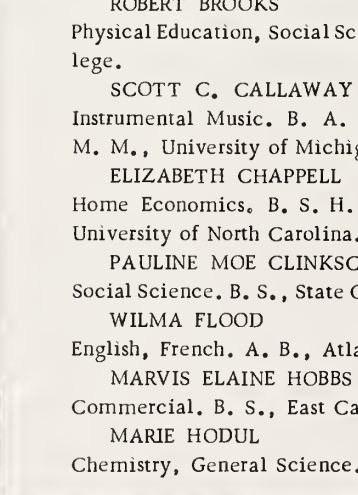 ROBERT BROOKS
Physical Education, Social Sc
lege.
SCOTT C. CALLAWAY
Instrumental Music. B. A.
M. M., University of Michig
ELIZABETH CHAPPELL
Home Economics. B. S. H.
University of North Carolina.
PAULINE MOE CLINKSC
Social Science. B. S., State C
WILMA FLOOD
English, French. A. B., Atla
MARVIS ELAINE HOBBS
Commercial. B. S., East Ca
MARIE HODUL
Chemistry, General Science.